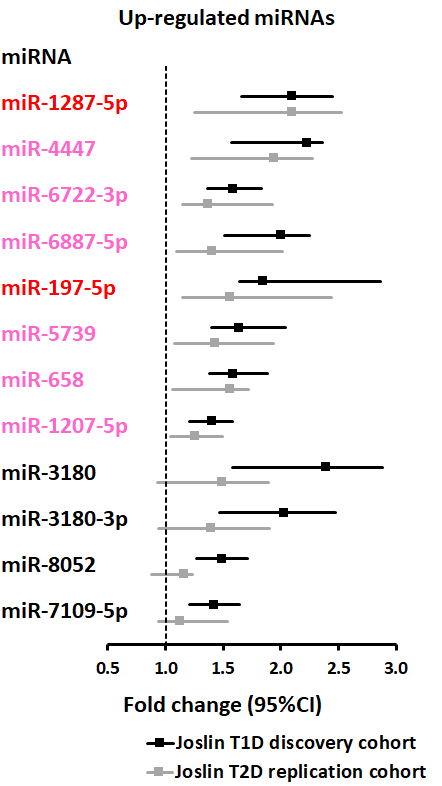 Up-regulated miRNAs
miRNA
miR-1287-5p
miR-4447
miR-6722-3p
miR-6887-5p
miR-197-5p
miR-5739
miR-658
miR-1207-5p
miR-3180
miR-3180-3p
miR-8052
miR-7109-5p
0.5 1.0 1.5 2.0 2.5 3.0
Fold change (95%CI)
Joslin T1D discovery cohort
Joslin T2D replication cohort